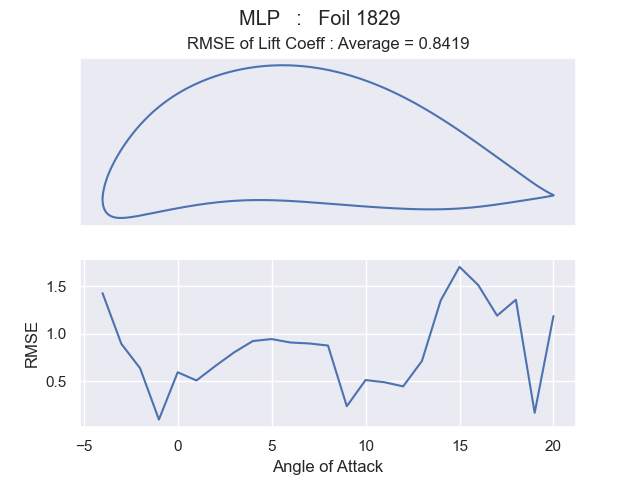 MLP : Foil 1829
RMSE of Lift Coeff : Average = 0.8419
1.5
1.0
0.5
RMSE
−5 0 5 10 15 20
Angle of Attack